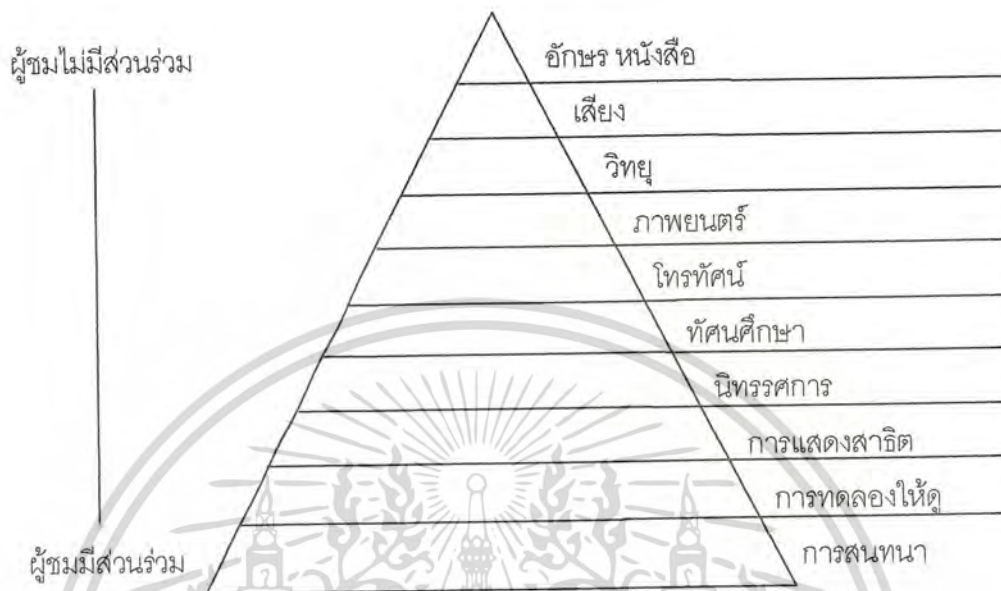 ผู้ชมไม่มีส่วนร่วม
อักษร หนังสือ
เสียง
วิทยุ
ภาพยนตร์
โทรทัศน์
ทัศนศึกษา
นิทรรศการ
การแสดงสาธิต
การทดลองให้ดู
การสนทนา
ผู้ชมมีส่วนร่วม